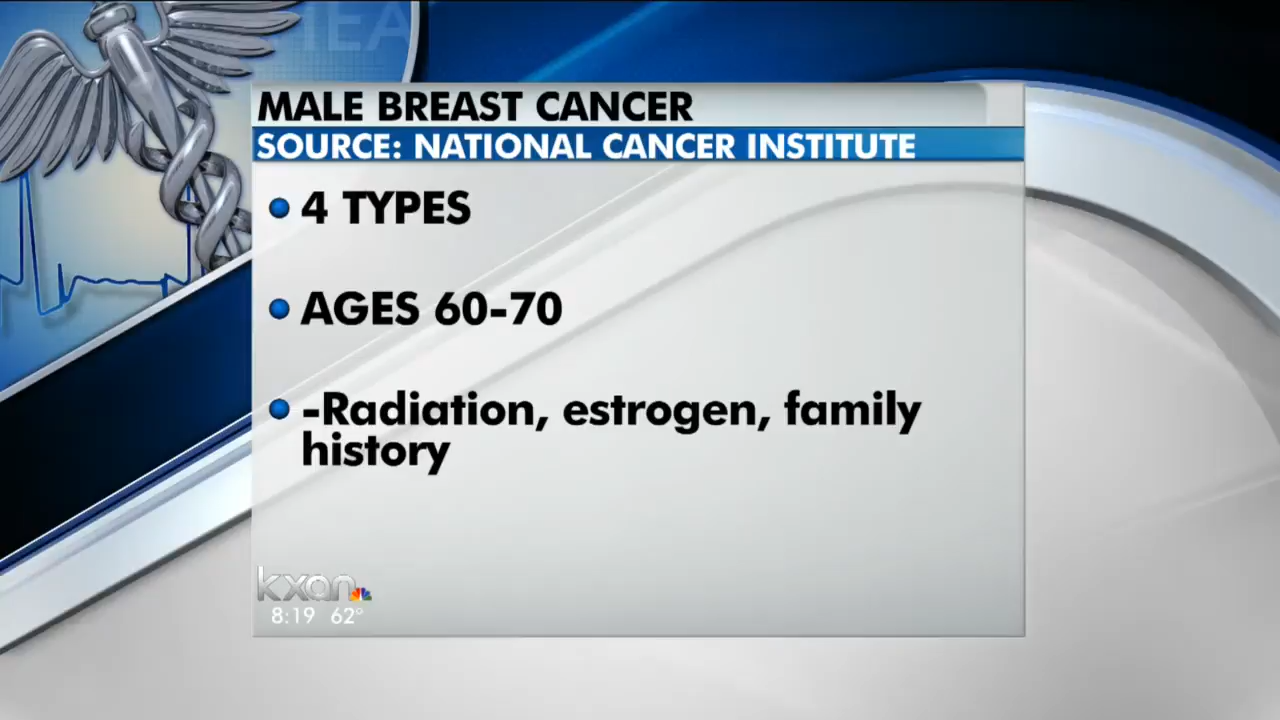 HEA
MALE BREAST CANCER
SOURCE: NATIONAL CANCER INSTITUTE
4 TYPES
AGES 60-70
-Radiation, estrogen, family
history
kxan
8:19 62°